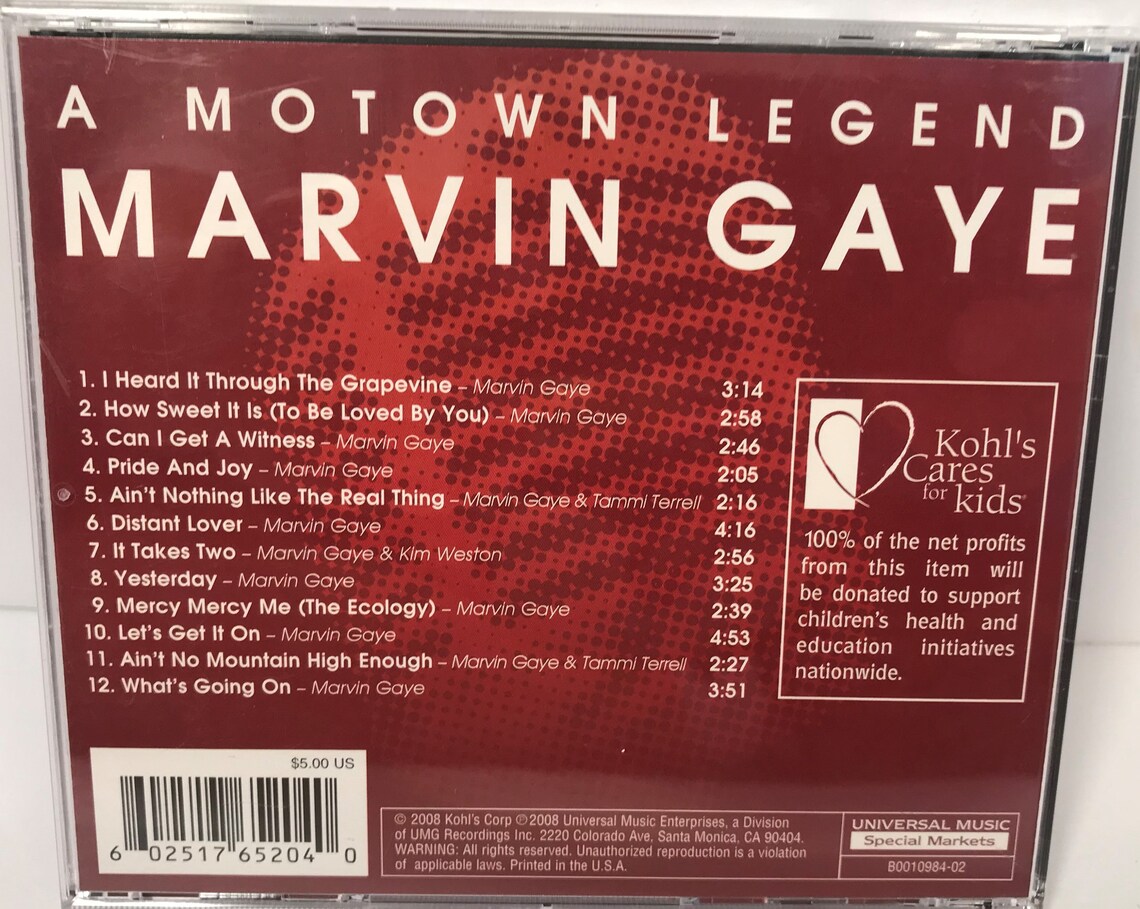 A MOTOWN LEGEND
MARVIN GAYE
1. I Heard It Through The Grapevine – Marvin Gaye 3:14
2. How Sweet It Is (To Be Loved By You) – Marvin Gaye 2:58
3. Can I Get A Witness – Marvin Gaye 2:46
4. Pride And Joy – Marvin Gaye 2:05
5. Ain't Nothing Like The Real Thing – Marvin Gaye & Tammi Terrell 2:16
6. Distant Lover – Marvin Gaye 4:16
7. It Takes Two – Marvin Gaye & Kim Weston 2:56
8. Yesterday – Marvin Gaye 3:25
9. Mercy Mercy Me (The Ecology) – Marvin Gaye 2:39
10. Let's Get It On – Marvin Gaye 4:53
11. Ain't No Mountain High Enough – Marvin Gaye & Tammi Terrell 2:27
12. What's Going On – Marvin Gaye 3:51
Kohl's
Cares
for
kids®
100% of the net profits
from this item will
be donated to support
children's health and
education initiatives
nationwide.
$5.00 US
6 02517 65204 0
© 2008 Kohl's Corp ℗2008 Universal Music Enterprises, a Division
of UMG Recordings Inc. 2220 Colorado Ave, Santa Monica, CA 90404.
WARNING: All rights reserved. Unauthorized reproduction is a violation
of applicable laws. Printed in the U.S.A.
UNIVERSAL MUSIC
Special Markets
B0010984-02